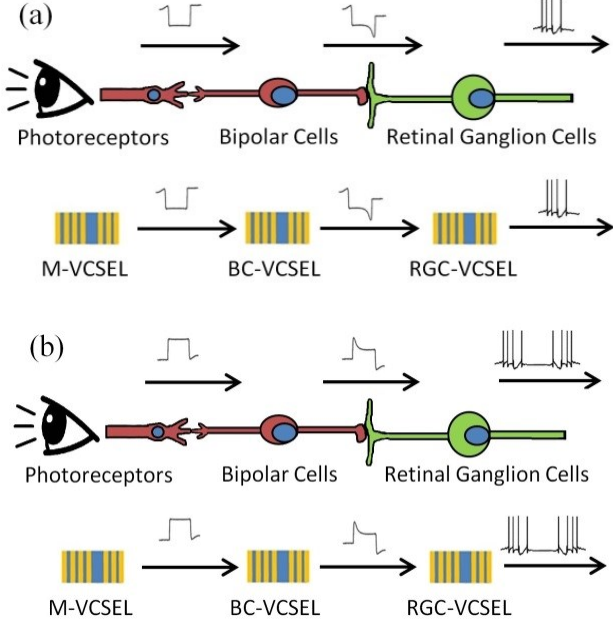 (a)
Photoreceptors Bipolar Cells Retinal Ganglion Cells
M-VCSEL BC-VCSEL RGC-VCSEL
(b)
Photoreceptors Bipolar Cells Retinal Ganglion Cells
M-VCSEL BC-VCSEL RGC-VCSEL